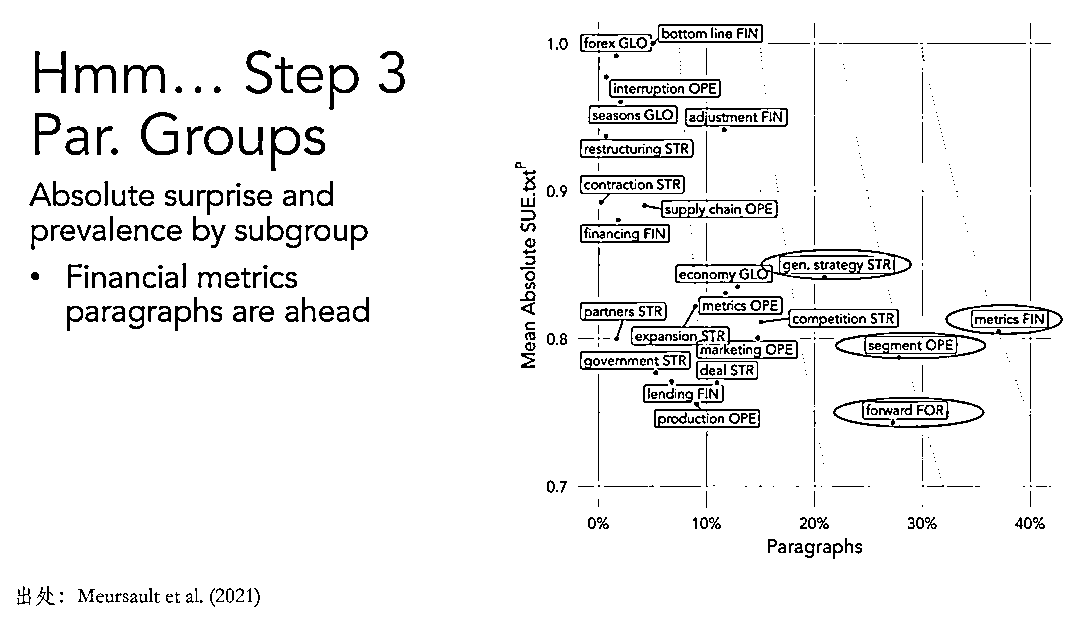 Hmm... Step 3
Par. Groups
Absolute surprise and
prevalence by subgroup
• Financial metrics
paragraphs are ahead
Mean Absolute SUE.txtᴾ
1.0
0.9
0.8
0.7
bottom line FIN
forex GLO
interruption OPE
seasons GLO
adjustment FIN
restructuring STR
contraction STR
supply chain OPE
financing FIN
gen. strategy STR
economy GLO
metrics OPE
partners STR
competition STR
metrics FIN
expansion STR
segment OPE
marketing OPE
government STR
deal STR
lending FIN
forward FOR
production OPE
0%
10%
20%
30%
40%
Paragraphs
出处：Meursault et al. (2021)